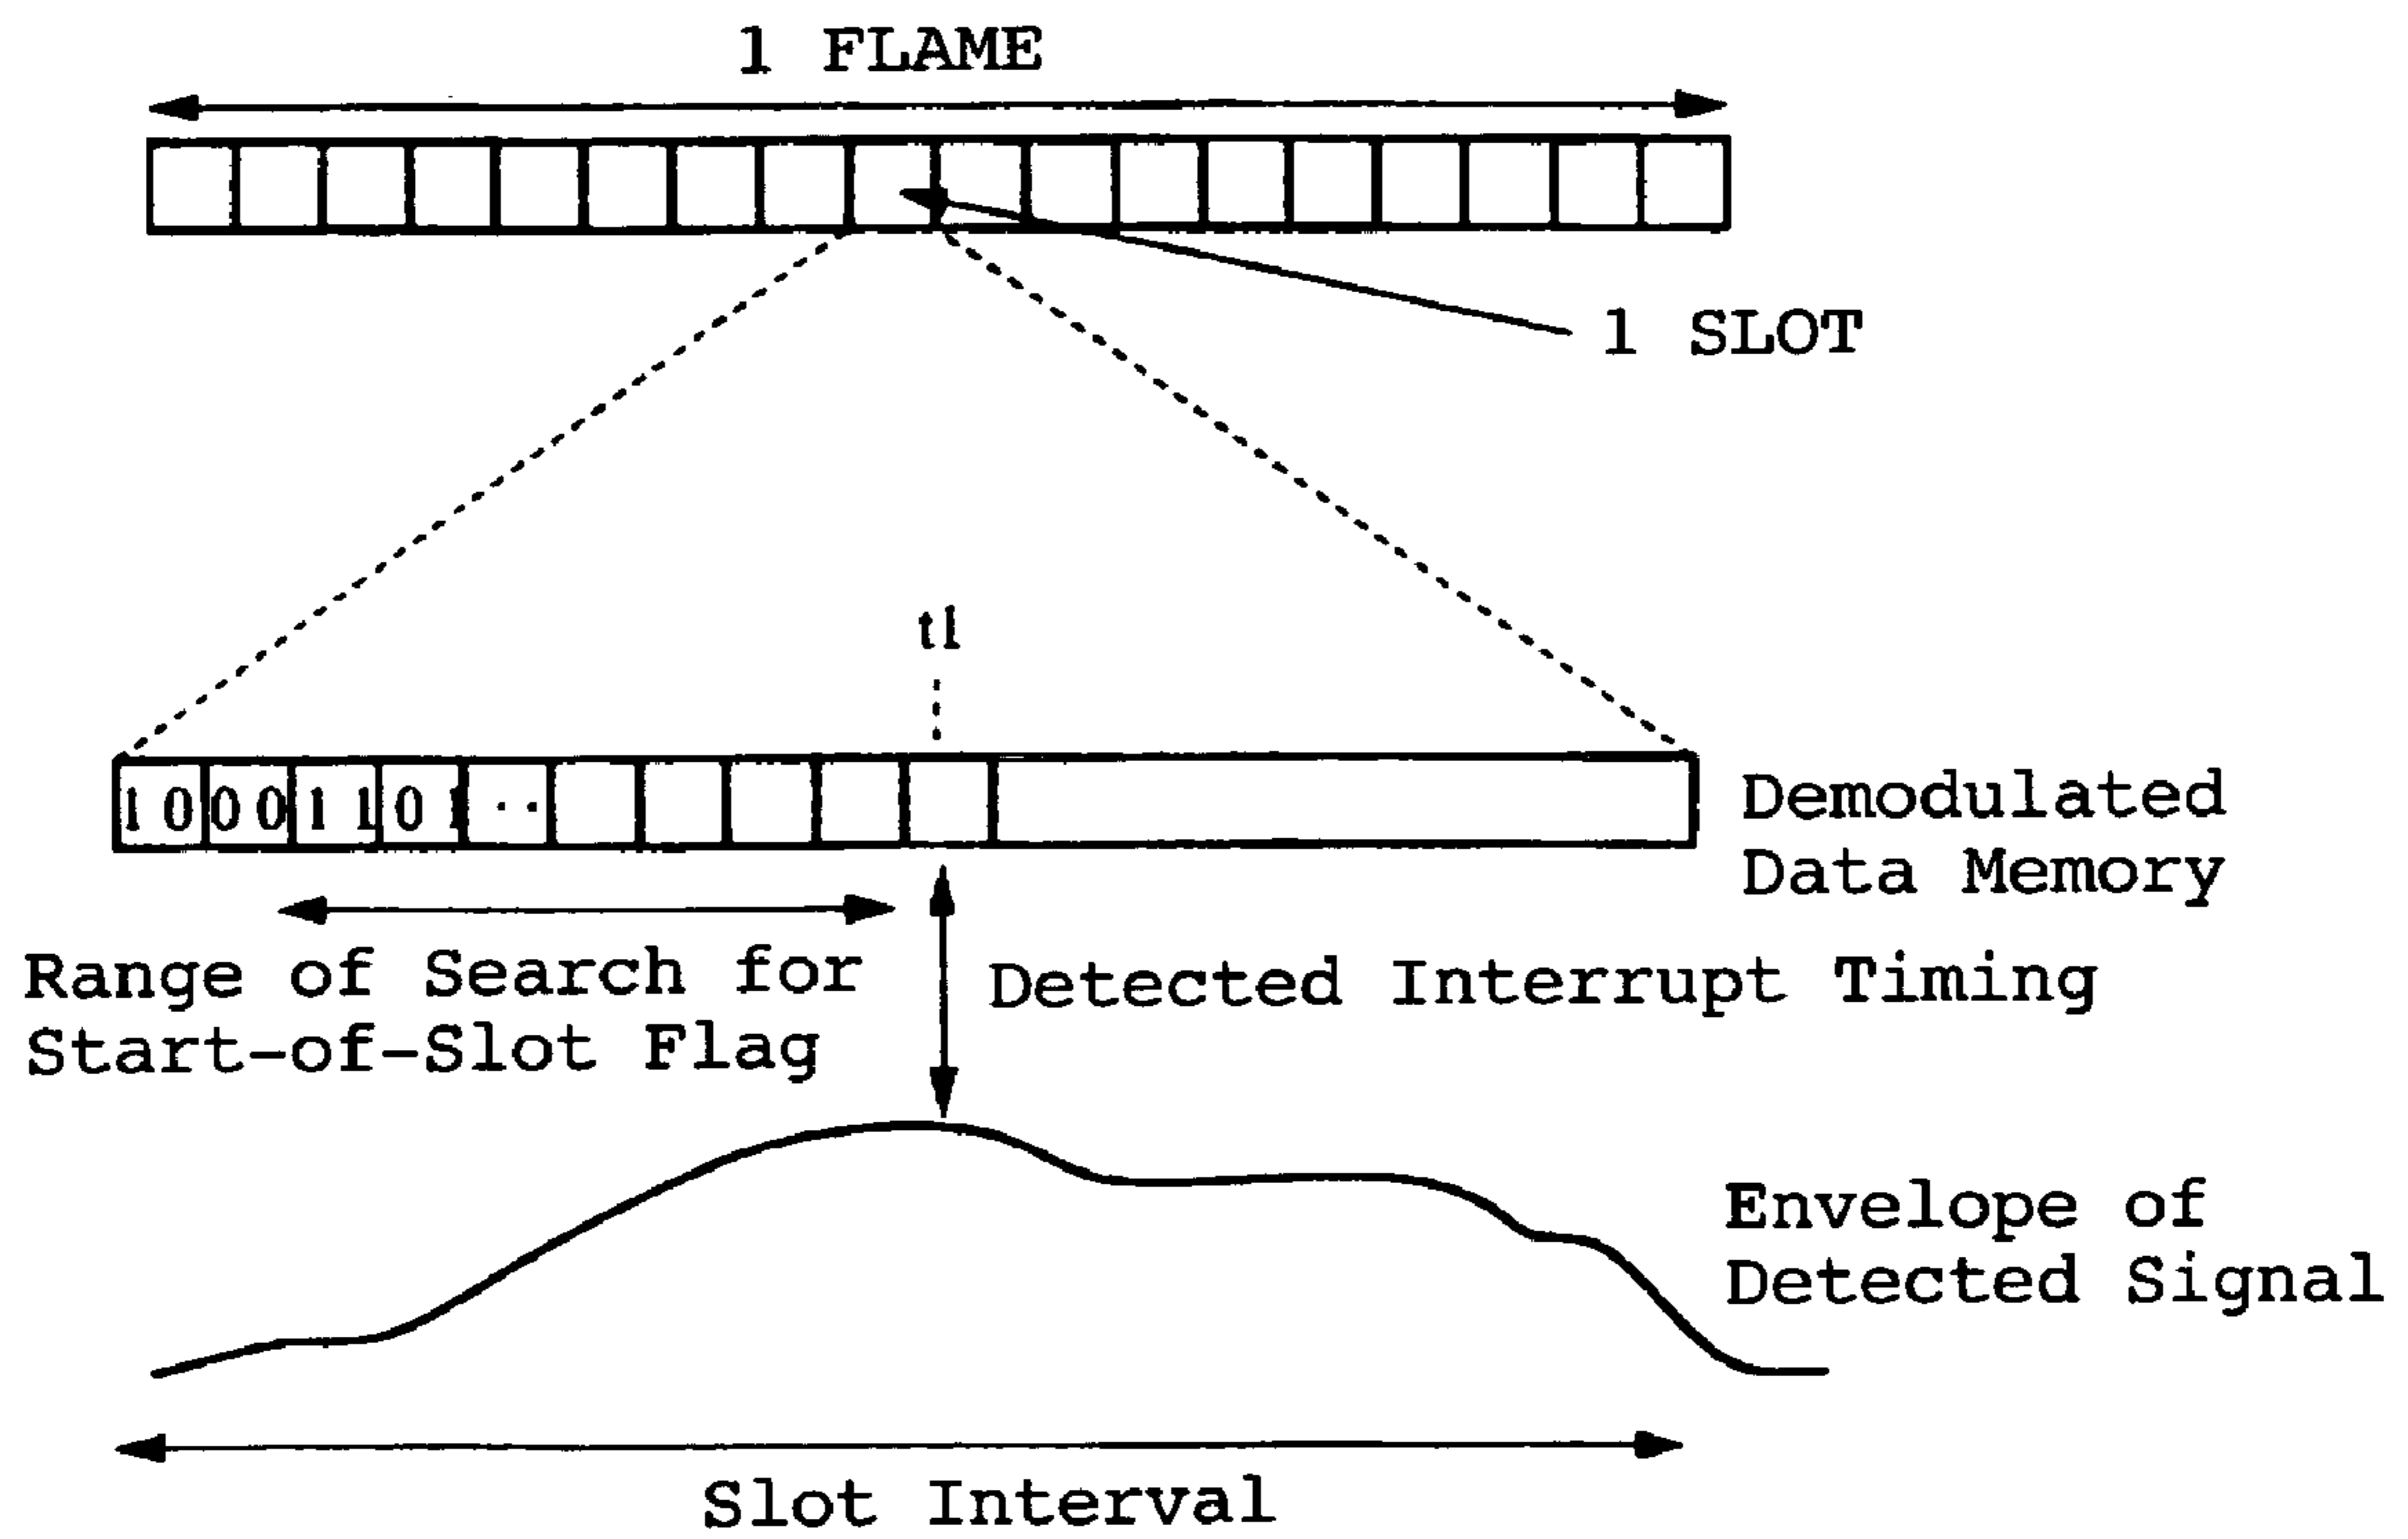 1 FLAME
1 SLOT
t1
1 0 0 0 1 1 0 1 ··
Demodulated
Data Memory
Range of Search for
Start-of-Slot Flag
Detected Interrupt Timing
Envelope of
Detected Signal
Slot Interval